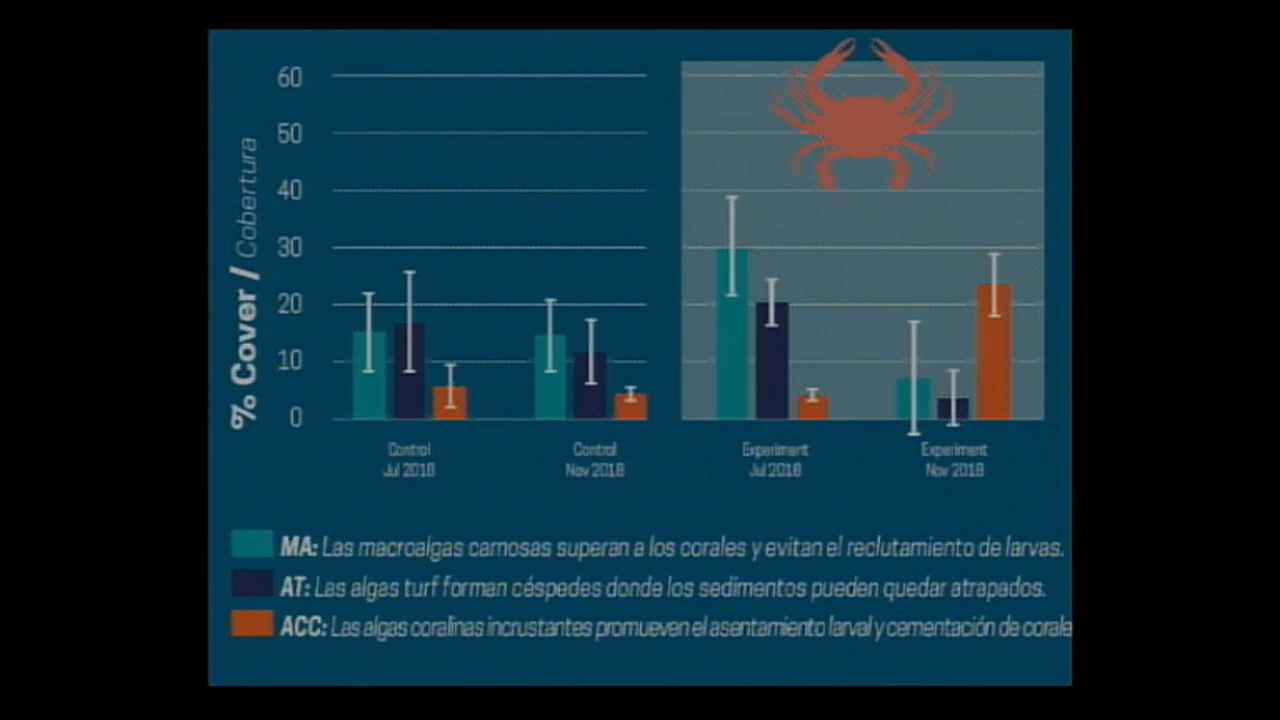 60
50
40
30
20
10
0
% Cover / Cobertura
Control
Jul 2018
Control
Nov 2018
Experiment
Jul 2018
Experiment
Nov 2018
MA: Las macroalgas carnosas superan a los corales y evitan el reclutamiento de larvas.
AT: Las algas turf forman céspedes donde los sedimentos pueden quedar atrapados.
ACC: Las algas coralinas incrustantes promueven el asentamiento larval y cementación de corale